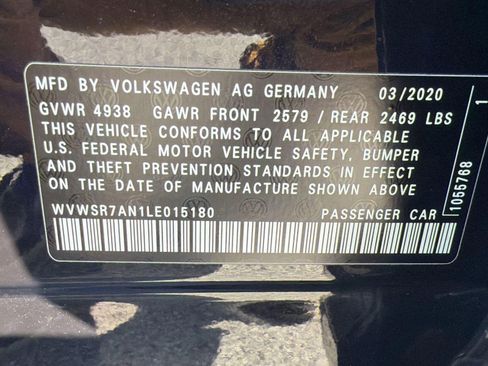 MFD BY VOLKSWAGEN AG GERMANY 03/2020
GVWR 4938 GAWR FRONT 2579 / REAR 2469 LBS
THIS VEHICLE CONFORMS TO ALL APPLICABLE
U.S. FEDERAL MOTOR VEHICLE SAFETY, BUMPER
AND THEFT PREVENTION STANDARDS IN EFFECT
ON THE DATE OF MANUFACTURE SHOWN ABOVE
WVWSR7AN1LE015180 PASSENGER CAR
1055768
1